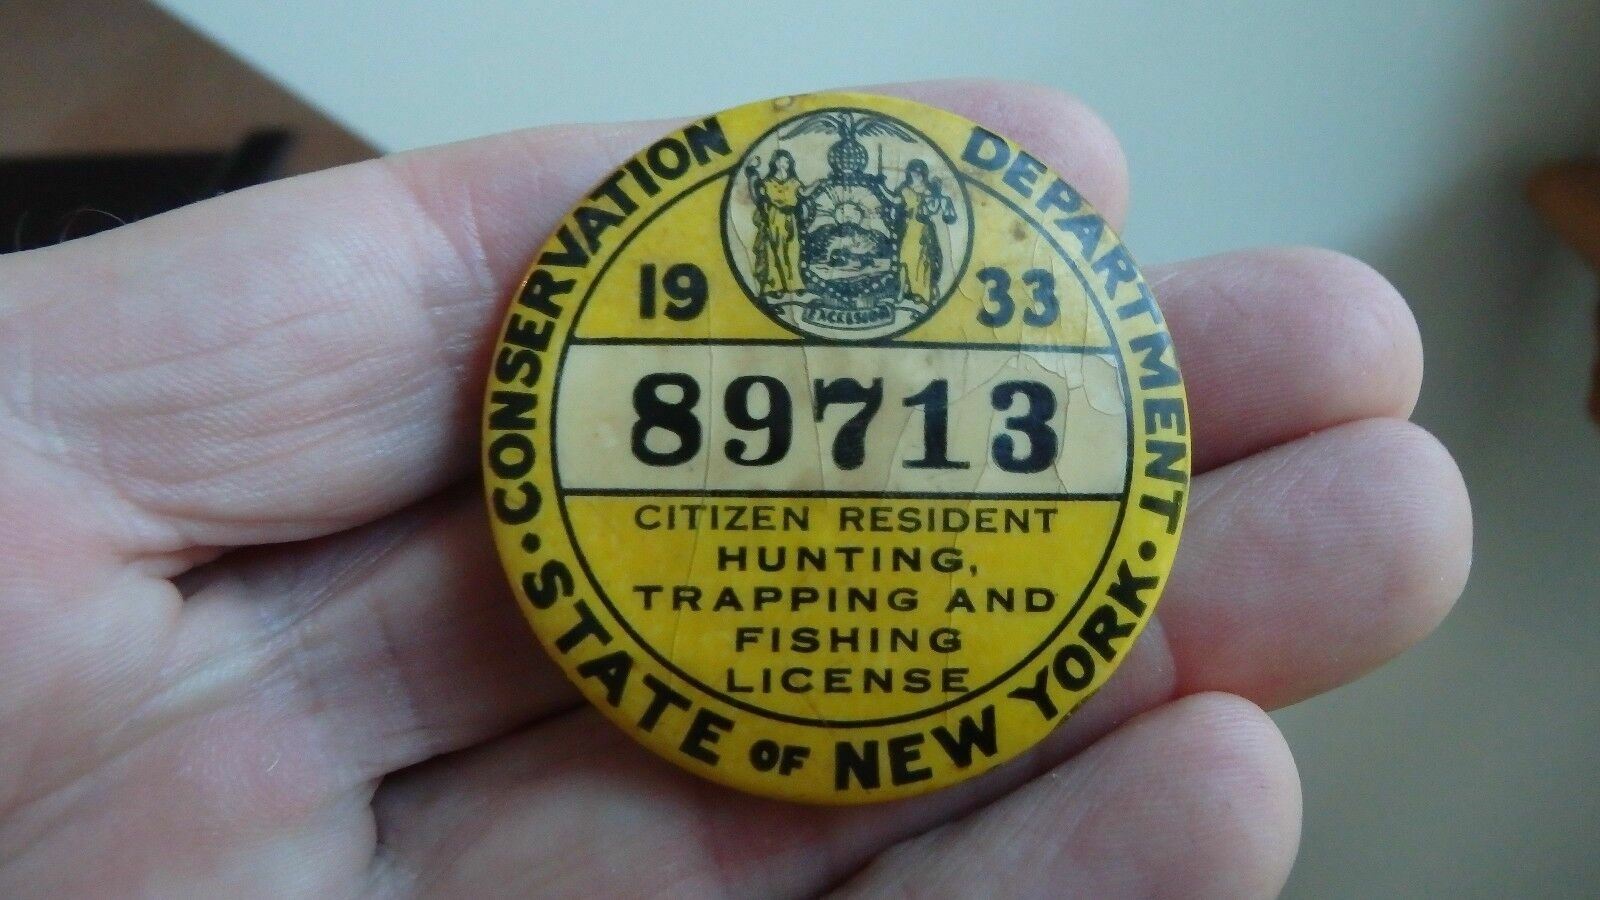 CONSERVATION DEPARTMENT
EXCELSIOR
19 33
89713
CITIZEN RESIDENT
HUNTING,
TRAPPING AND
FISHING
LICENSE
• STATE OF NEW YORK •